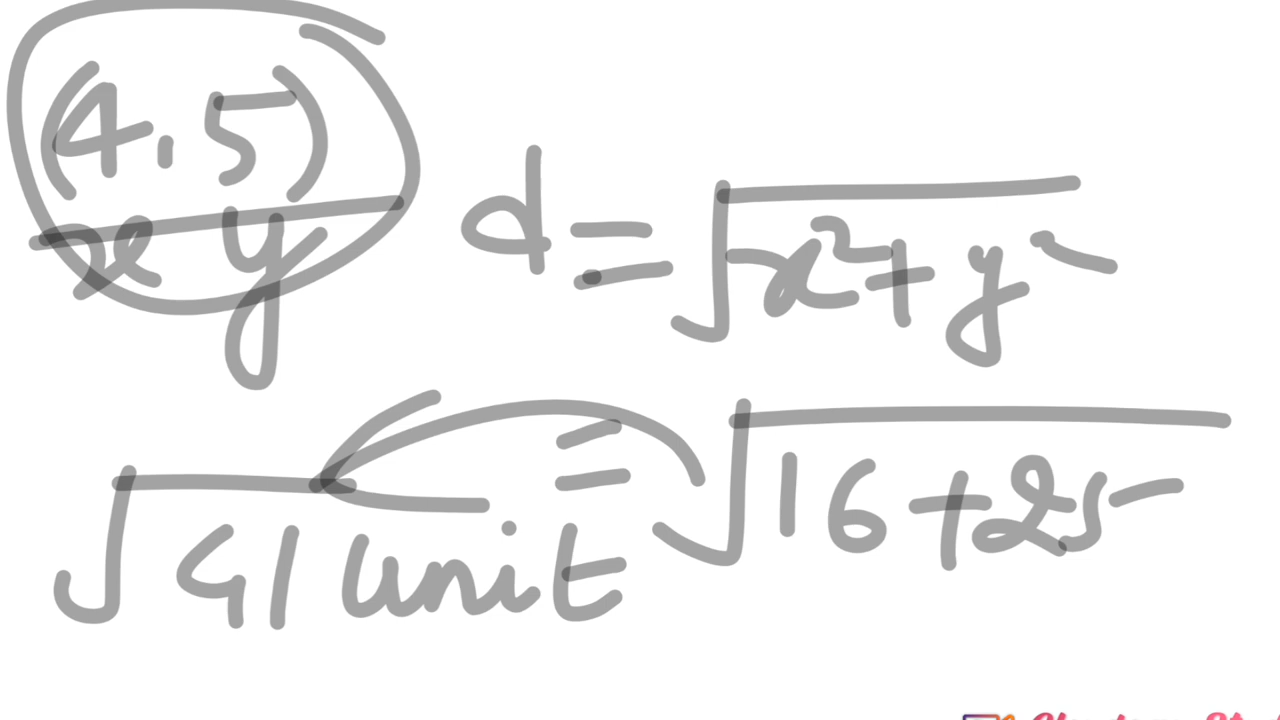 (4,5)
x y
d = √x²+y²
= √16+25
√41 unit